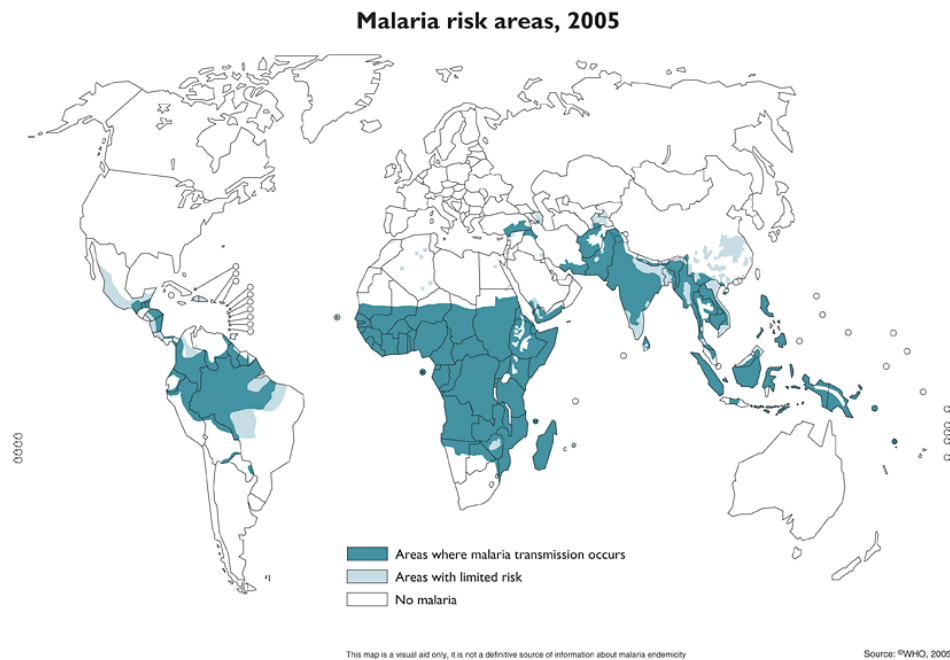 Malaria risk areas, 2005
Areas where malaria transmission occurs
Areas with limited risk
No malaria
This map is a visual aid only, it is not a definitive source of information about malaria endemicity
Source: ©WHO, 2005